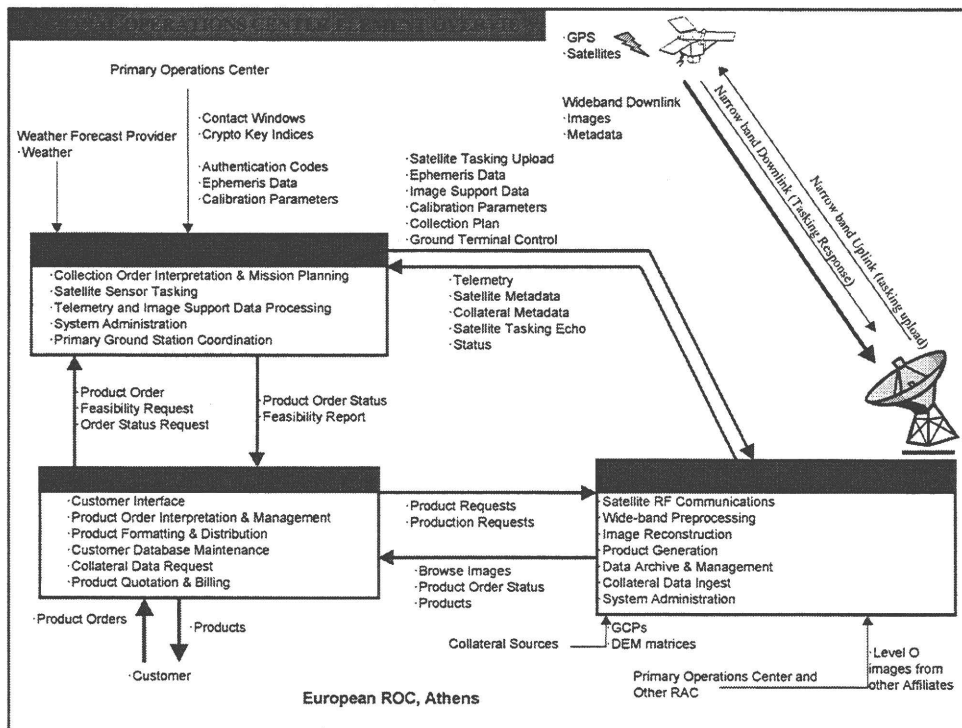 OPERATIONS CENTER ELEMENT OVERVIEW
·GPS
·Satellites
Primary Operations Center
Wideband Downlink
·Images
·Metadata
·Contact Windows
·Crypto Key Indices
Weather Forecast Provider
·Weather
·Authentication Codes
·Ephemeris Data
·Calibration Parameters
·Satellite Tasking Upload
·Ephemeris Data
·Image Support Data
·Calibration Parameters
·Collection Plan
·Ground Terminal Control
Narrow band Downlink (Tasking Response)
Narrow band Uplink (tasking upload)
·Collection Order Interpretation & Mission Planning
·Satellite Sensor Tasking
·Telemetry and Image Support Data Processing
·System Administration
·Primary Ground Station Coordination
·Telemetry
·Satellite Metadata
·Collateral Metadata
·Satellite Tasking Echo
·Status
·Product Order
·Feasibility Request
·Order Status Request
·Product Order Status
·Feasibility Report
·Customer Interface
·Product Order Interpretation & Management
·Product Formatting & Distribution
·Customer Database Maintenance
·Collateral Data Request
·Product Quotation & Billing
·Product Requests
·Production Requests
·Browse Images
·Product Order Status
·Products
·Satellite RF Communications
·Wide-band Preprocessing
·Image Reconstruction
·Product Generation
·Data Archive & Management
·Collateral Data Ingest
·System Administration
·Product Orders
·Products
·Customer
Collateral Sources
·GCPs
·DEM matrices
Primary Operations Center and
Other RAC
·Level O
images from
other Affiliates
European ROC, Athens